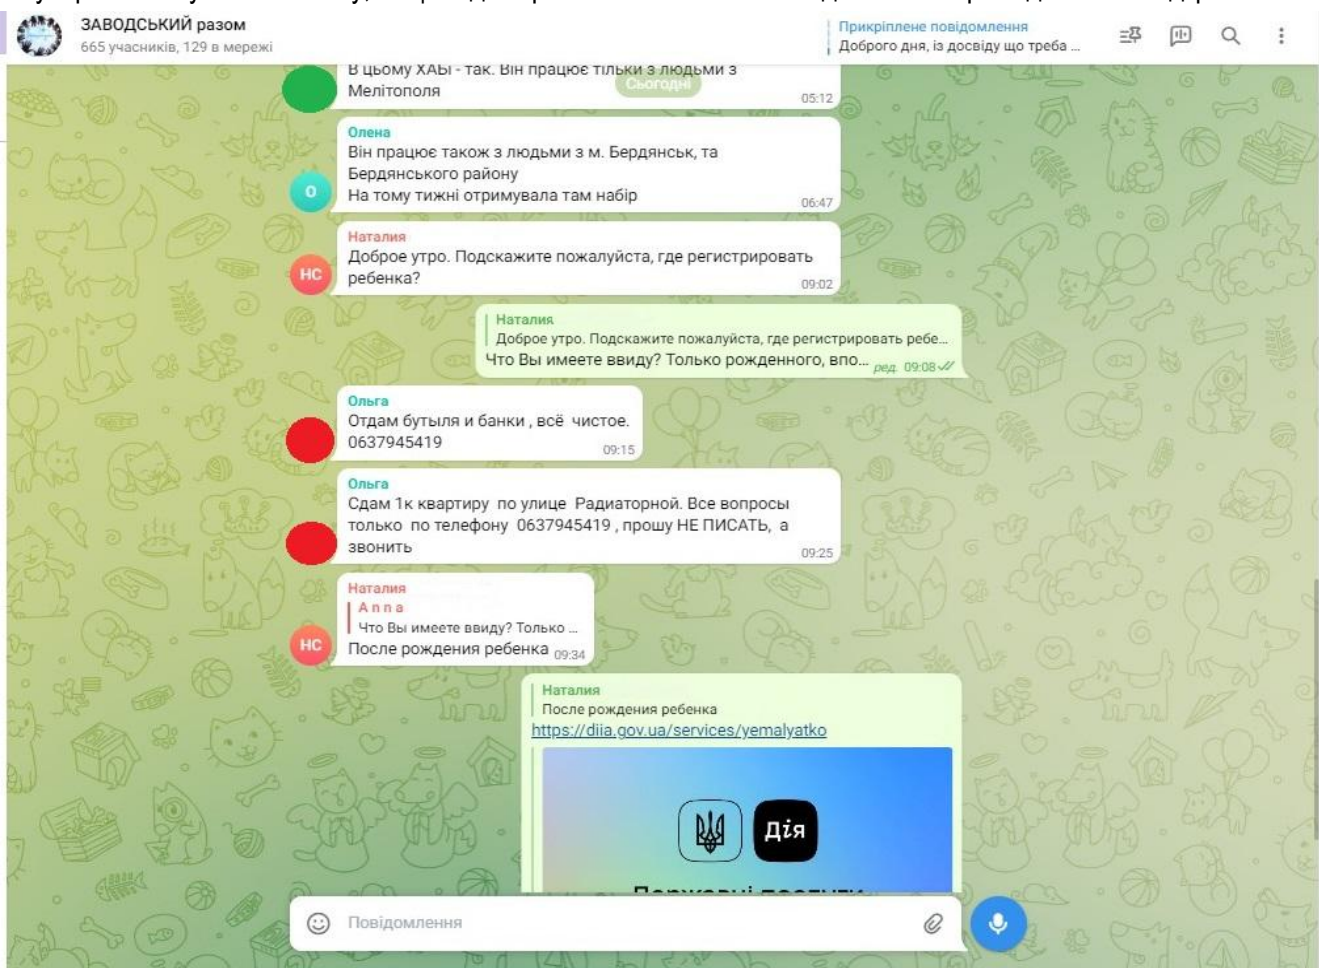 ЗАВОДСЬКИЙ разом
665 учасників, 129 в мережі
Прикріплене повідомлення
Доброго дня, із досвіду що треба ...
В цьому ХАБІ - так. Він працює тільки з людьми з
Мелітополя
05:12
Сьогодні
Олена
Він працює також з людьми з м. Бердянськ, та
Бердянського району
На тому тижні отримувала там набір
06:47
О
Наталия
Доброе утро. Подскажите пожалуйста, где регистрировать
ребенка?
09:02
НС
Наталия
Доброе утро. Подскажите пожалуйста, где регистрировать ребе...
Что Вы имеете ввиду? Только рожденного, впо... ред. 09:08
Ольга
Отдам бутыля и банки , всё чистое.
0637945419
09:15
Ольга
Сдам 1к квартиру по улице Радиаторной. Все вопросы
только по телефону 0637945419 , прошу НЕ ПИСАТЬ, а
звонить
09:25
Наталия
A n n a
Что Вы имеете ввиду? Только ...
После рождения ребенка 09:34
НС
Наталия
После рождения ребенка
https://diia.gov.ua/services/yemalyatko
Дія
Повідомлення